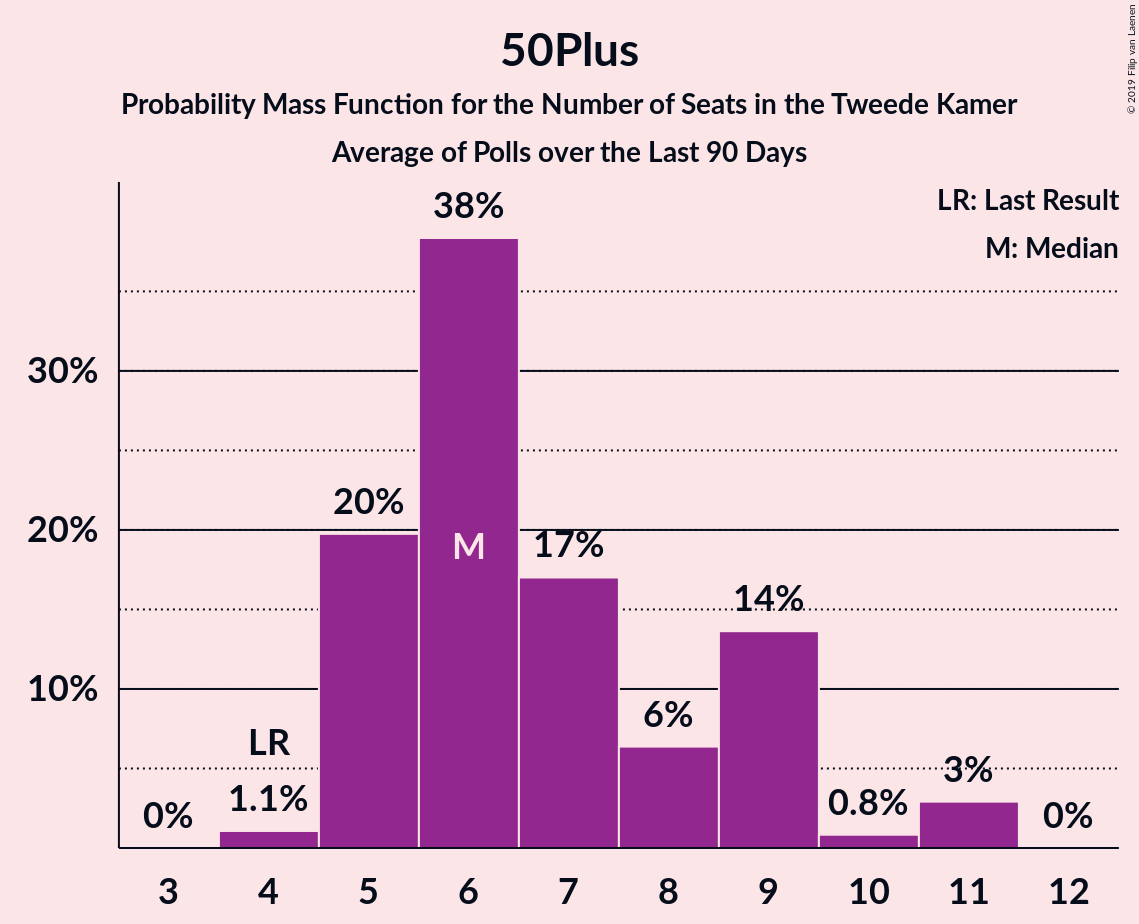 50Plus
Probability Mass Function for the Number of Seats in the Tweede Kamer
Average of Polls over the Last 90 Days
© 2019 Filip van Laenen
LR: Last Result
M: Median
38%
30%
20%
20%
M
17%
14%
10%
6%
LR
3%
1.1%
0.8%
0%
0%
3 4 5 6 7 8 9 10 11 12